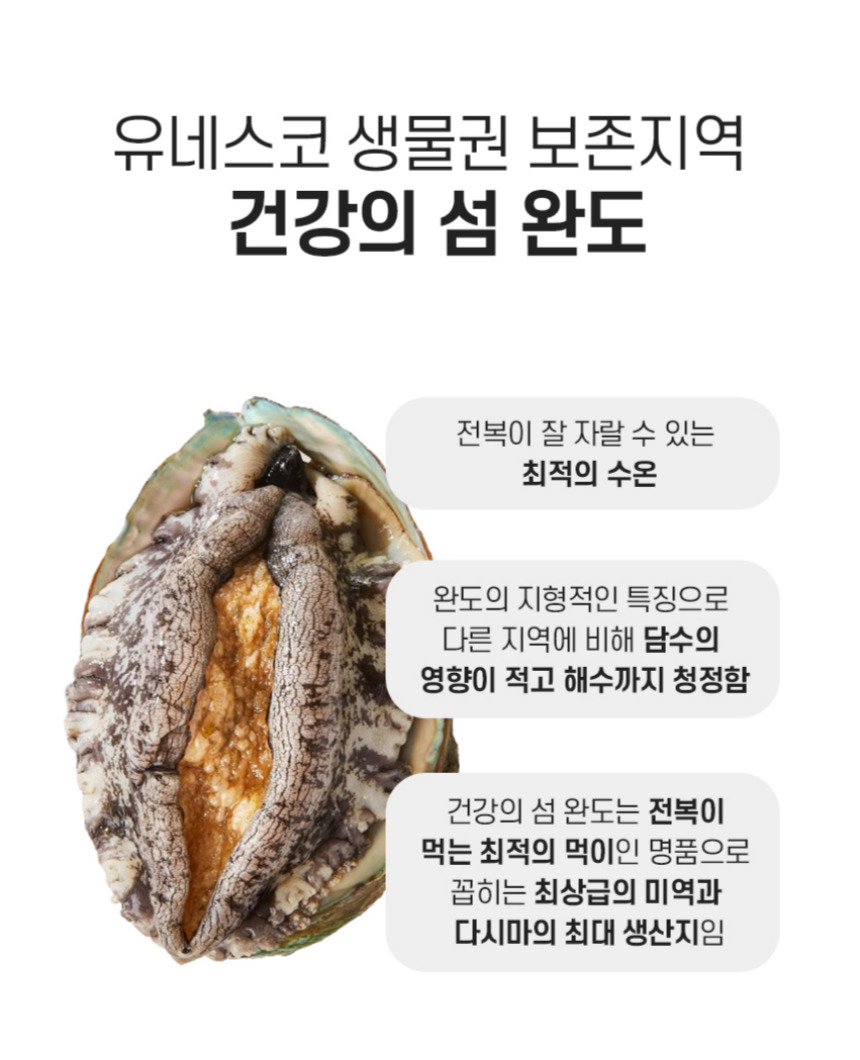 유네스코 생물권 보존지역
건강의 섬 완도
전복이 잘 자랄 수 있는
최적의 수온
완도의 지형적인 특징으로
다른 지역에 비해 담수의
영향이 적고 해수까지 청정함
건강의 섬 완도는 전복이
먹는 최적의 먹이인 명품으로
꼽히는 최상급의 미역과
다시마의 최대 생산지임